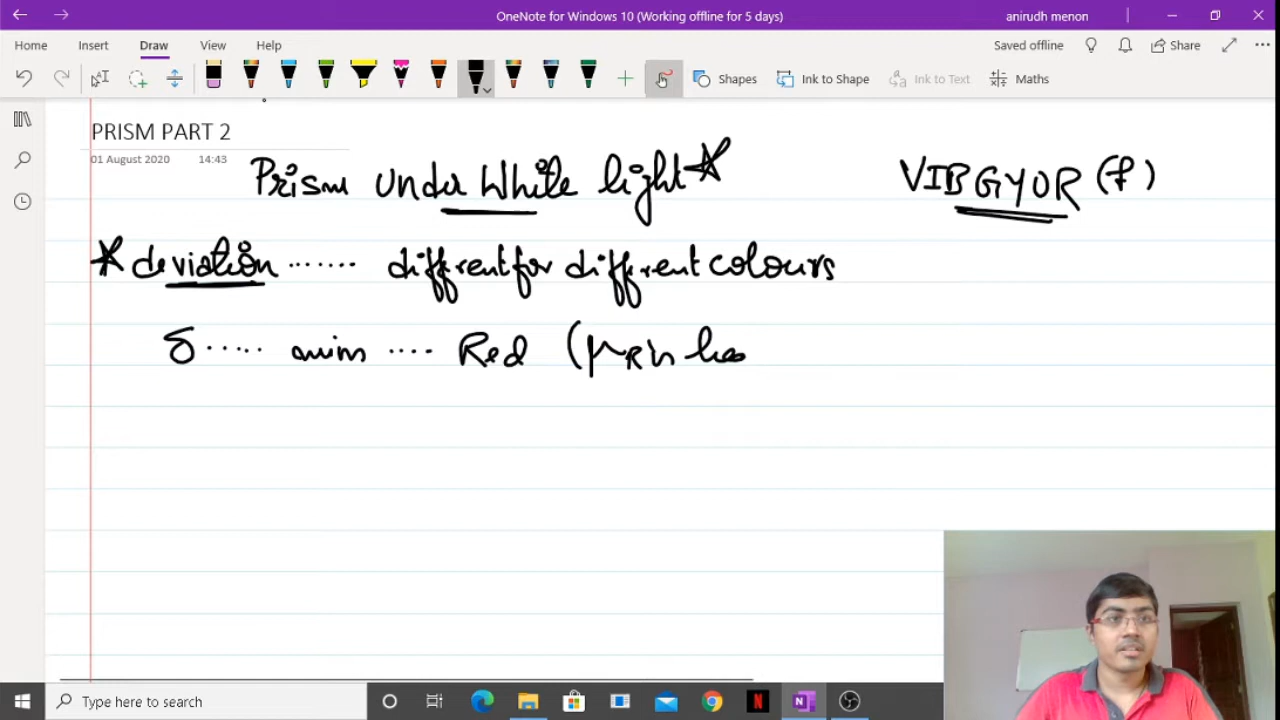 OneNote for Windows 10 (Working offline for 5 days)
anirudh menon
Home Insert Draw View Help
Saved offline Share
Shapes Ink to Shape Ink to Text Maths
PRISM PART 2
01 August 2020 14:43
Prism under White light
VIBGYOR (f)
deviation ...... different for different colours
δ ..... min .... Red (μR is
Type here to search